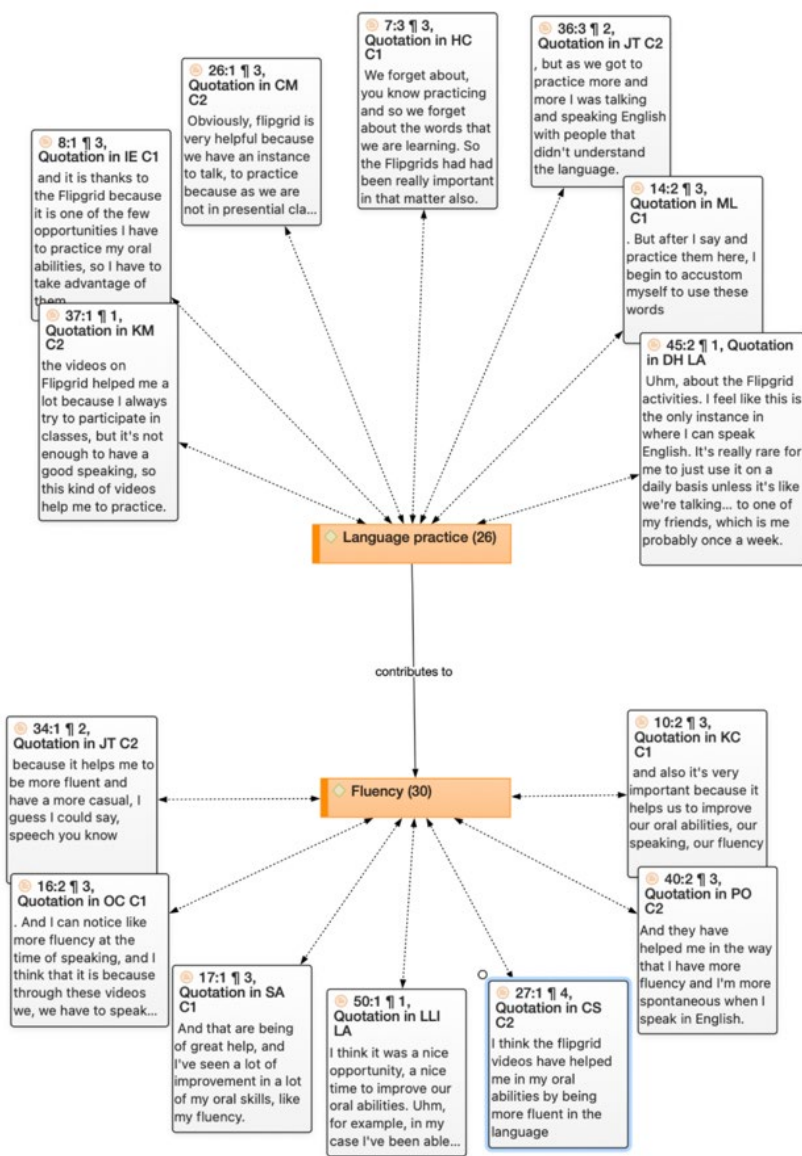 7:3 ¶ 3,
Quotation in HC
C1
We forget about,
you know practicing
and so we forget
about the words that
we are learning. So
the Flipgrids had had
been really important
in that matter also.
36:3 ¶ 2,
Quotation in JT C2
, but as we got to
practice more and
more I was talking
and speaking English
with people that
didn't understand
the language.
26:1 ¶ 3,
Quotation in CM
C2
Obviously, flipgrid is
very helpful because
we have an instance
to talk, to practice
because as we are
not in presential cla...
8:1 ¶ 3,
Quotation in IE C1
and it is thanks to
the Flipgrid because
it is one of the few
opportunities I have
to practice my oral
abilities, so I have to
take advantage of
them
14:2 ¶ 3,
Quotation in ML
C1
. But after I say and
practice them here, I
begin to accustom
myself to use these
words
37:1 ¶ 1,
Quotation in KM
C2
the videos on
Flipgrid helped me a
lot because I always
try to participate in
classes, but it's not
enough to have a
good speaking, so
this kind of videos
help me to practice.
45:2 ¶ 1, Quotation
in DH LA
Uhm, about the Flipgrid
activities. I feel like this is
the only instance in
where I can speak
English. It's really rare for
me to just use it on a
daily basis unless it's like
we're talking... to one of
my friends, which is me
probably once a week.
Language practice (26)
contributes to
Fluency (30)
34:1 ¶ 2,
Quotation in JT C2
because it helps me to
be more fluent and
have a more casual, I
guess I could say,
speech you know
10:2 ¶ 3,
Quotation in KC
C1
and also it's very
important because it
helps us to improve
our oral abilities, our
speaking, our fluency
16:2 ¶ 3,
Quotation in OC C1
. And I can notice like
more fluency at the
time of speaking, and I
think that it is because
through these videos
we, we have to speak...
40:2 ¶ 3,
Quotation in PO
C2
And they have
helped me in the way
that I have more
fluency and I'm more
spontaneous when I
speak in English.
17:1 ¶ 3,
Quotation in SA
C1
And that are being
of great help, and
I've seen a lot of
improvement in a lot
of my oral skills, like
my fluency.
50:1 ¶ 1,
Quotation in LLI
LA
I think it was a nice
opportunity, a nice
time to improve our
oral abilities. Uhm,
for example, in my
case I've been able...
27:1 ¶ 4,
Quotation in CS
C2
I think the flipgrid
videos have helped
me in my oral
abilities by being
more fluent in the
language